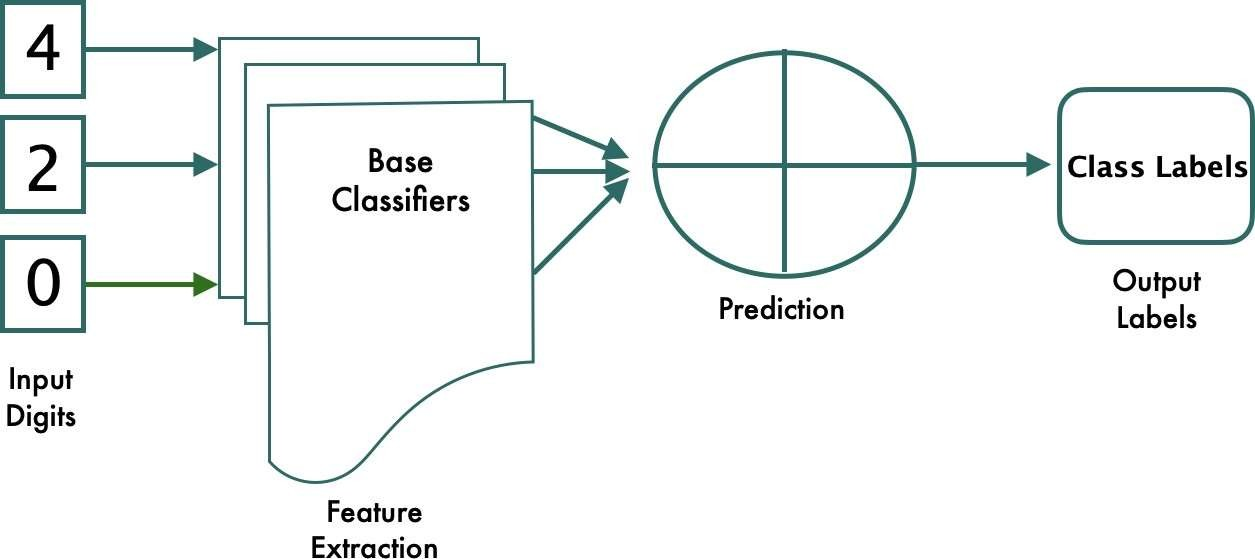 4
2
0
Input
Digits
Base
Classifiers
Feature
Extraction
Prediction
Class Labels
Output
Labels